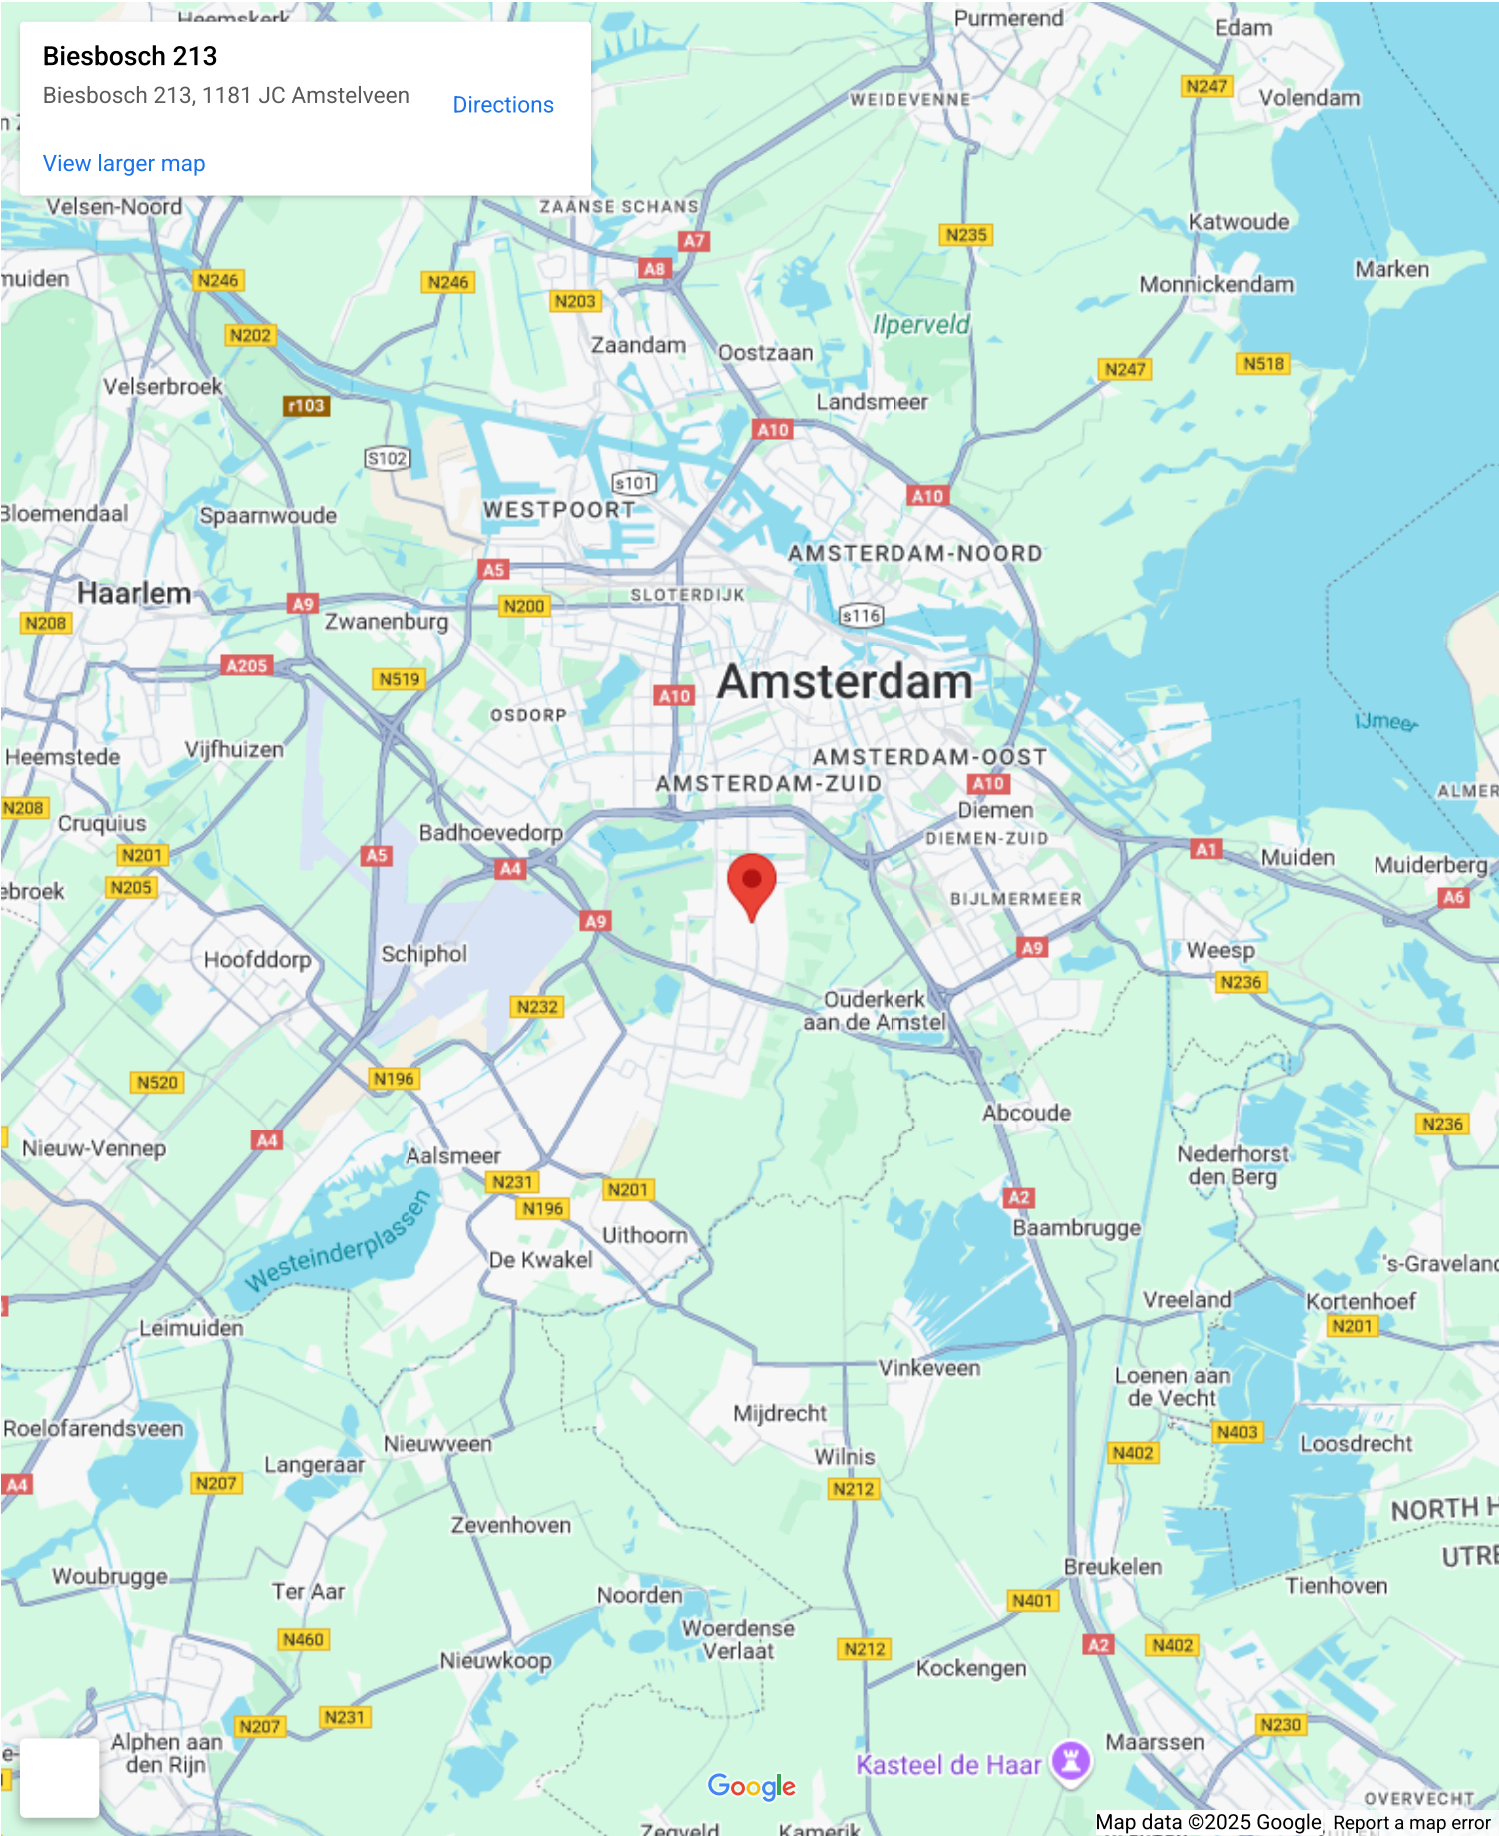 Heemskerk
Purmerend
Edam
Biesbosch 213
Biesbosch 213, 1181 JC Amstelveen
Directions
View larger map
N247
WEIDEVENNE
Volendam
Velsen-Noord
ZAANSE SCHANS
Katwoude
N235
A7
muiden
N246
N246
A8
Marken
Monnickendam
N203
Ilperveld
N202
Zaandam
Oostzaan
N247
N518
Velserbroek
r103
Landsmeer
A10
S102
s101
A10
Bloemendaal
Spaarnwoude
WESTPOORT
AMSTERDAM-NOORD
A5
Haarlem
SLOTERDIJK
A9
N200
N208
Zwanenburg
s116
A205
N519
Amsterdam
A10
OSDORP
IJmeer
Heemstede
Vijfhuizen
AMSTERDAM-OOST
AMSTERDAM-ZUID
A10
ALMER
N208
Cruquius
Badhoevedorp
Diemen
DIEMEN-ZUID
N201
A5
A4
A1
Muiden
Muiderberg
ebroek
N205
BIJLMERMEER
A6
A9
Schiphol
A9
Weesp
Hoofddorp
N236
N232
Ouderkerk
aan de Amstel
N520
N196
Abcoude
N236
A4
Nieuw-Vennep
Aalsmeer
Nederhorst
den Berg
N231
N201
A2
N196
Westeinderplassen
Uithoorn
Baambrugge
De Kwakel
's-Graveland
Vreeland
Kortenhoef
Leimuiden
N201
Vinkeveen
Loenen aan
de Vecht
Mijdrecht
Roelofarendsveen
Nieuwveen
N403
Loosdrecht
Langeraar
Wilnis
N402
A4
N207
N212
NORTH H
Zevenhoven
UTRE
Woubrugge
Breukelen
Ter Aar
Noorden
Tienhoven
N401
Woerdense
Verlaat
N460
N212
A2
N402
Nieuwkoop
Kockengen
N207
N231
N230
Alphen aan
den Rijn
Maarssen
e-
Kasteel de Haar
Google
OVERVECHT
Map data ©2025 Google
Report a map error
Zegveld
Kamerik